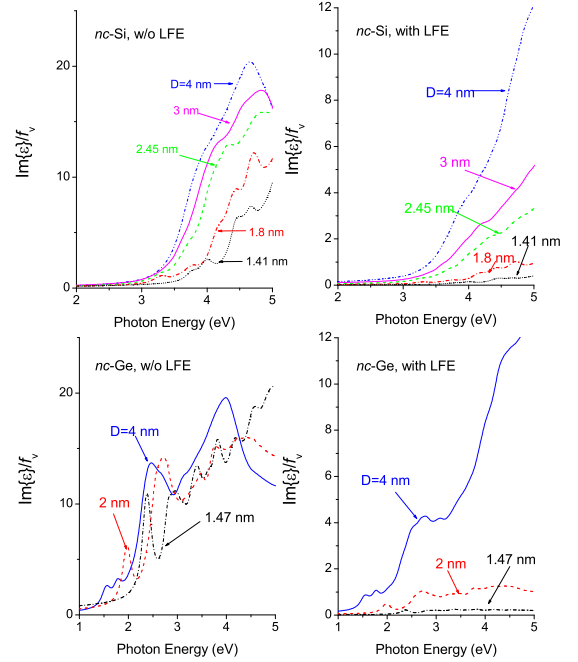 nc-Si, w/o LFE
20
10
0
Im{ε}/fv
D=4 nm
3 nm
2.45 nm
1.8 nm
1.41 nm
2 3 4 5
Photon Energy (eV)
nc-Si, with LFE
12
10
8
6
4
2
0
Im{ε}/fv
D=4 nm
3 nm
2.45 nm
1.41 nm
1.8 nm
2 3 4 5
Photon Energy (eV)
nc-Ge, w/o LFE
20
10
0
Im{ε}/fv
D=4 nm
2 nm
1.47 nm
1 2 3 4 5
Photon Energy (eV)
nc-Ge, with LFE
12
10
8
6
4
2
0
Im{ε}/fv
D=4 nm
1.47 nm
2 nm
1 2 3 4 5
Photon Energy (eV)